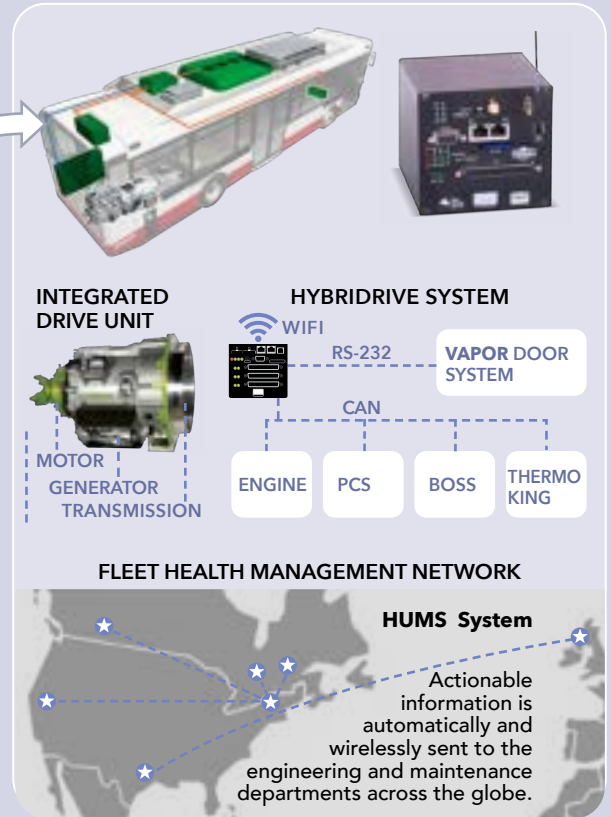 INTEGRATED
DRIVE UNIT
MOTOR
GENERATOR
TRANSMISSION
HYBRIDRIVE SYSTEM
WIFI
RS-232
VAPOR DOOR
SYSTEM
CAN
ENGINE
PCS
BOSS
THERMO
KING
FLEET HEALTH MANAGEMENT NETWORK
HUMS System
Actionable
information is
automatically and
wirelessly sent to the
engineering and maintenance
departments across the globe.